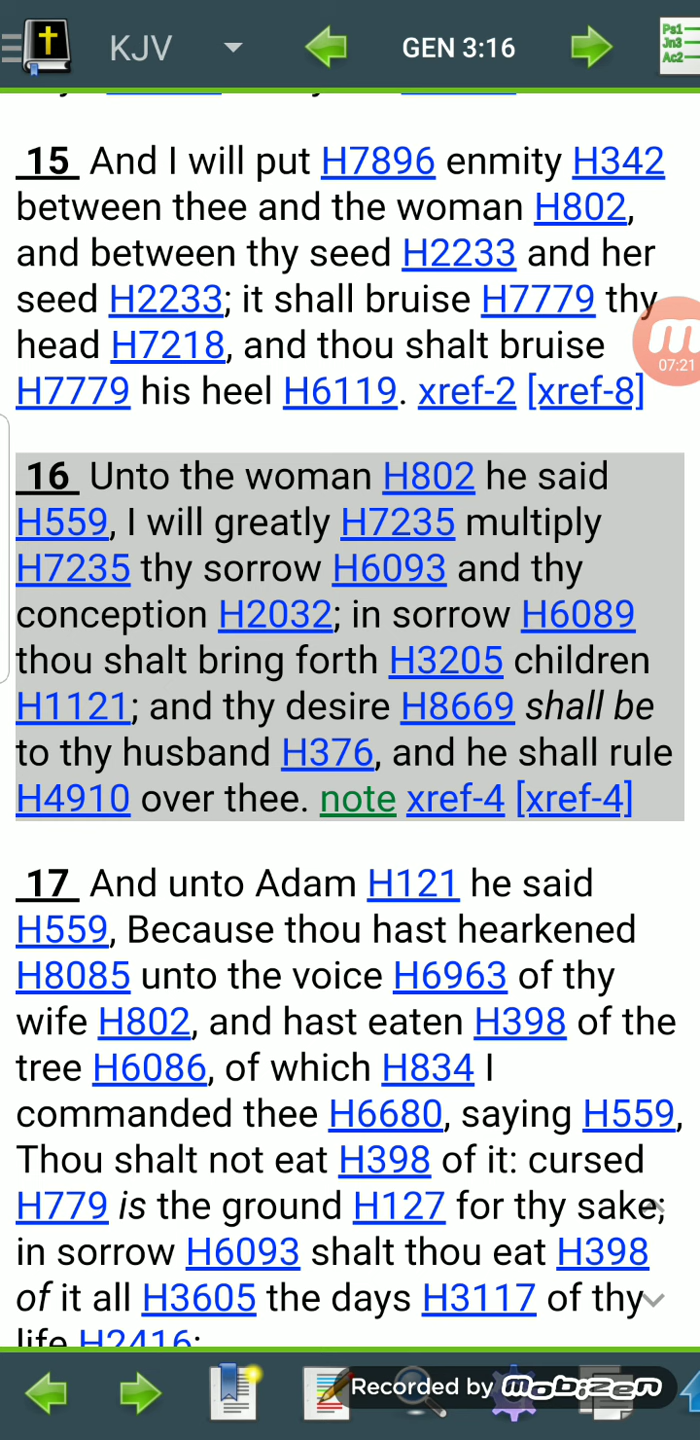 KJV
GEN 3:16
Ps1
Jn3
Ac2
15 And I will put H7896 enmity H342
between thee and the woman H802,
and between thy seed H2233 and her
seed H2233; it shall bruise H7779 thy
head H7218, and thou shalt bruise
H7779 his heel H6119. xref-2 [xref-8]
07:21
16 Unto the woman H802 he said
H559, I will greatly H7235 multiply
H7235 thy sorrow H6093 and thy
conception H2032; in sorrow H6089
thou shalt bring forth H3205 children
H1121; and thy desire H8669 shall be
to thy husband H376, and he shall rule
H4910 over thee. note xref-4 [xref-4]
17 And unto Adam H121 he said
H559, Because thou hast hearkened
H8085 unto the voice H6963 of thy
wife H802, and hast eaten H398 of the
tree H6086, of which H834 I
commanded thee H6680, saying H559,
Thou shalt not eat H398 of it: cursed
H779 is the ground H127 for thy sake;
in sorrow H6093 shalt thou eat H398
of it all H3605 the days H3117 of thy
life H2416;
Recorded by mobizen